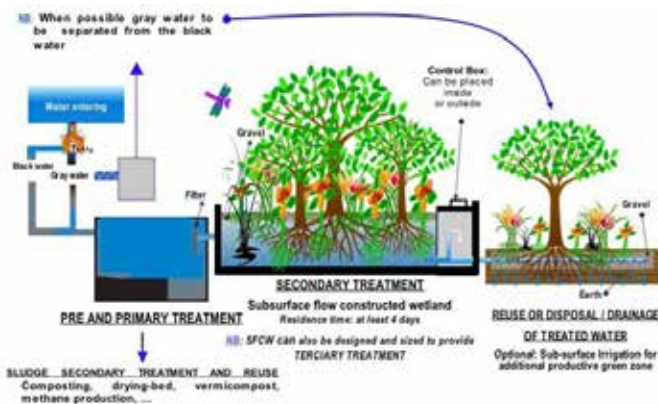 NB: When possible gray water to
be separated from the black
water
Water entering
Black water
Gray water
Filter
Gravel
Control Box:
Can be placed
inside
or outside
Gravel
Earth
PRE AND PRIMARY TREATMENT
SECONDARY TREATMENT
Subsurface flow constructed wetland
Residence time: at least 4 days
NB: SFCW can also be designed and sized to provide
TERCIARY TREATMENT
REUSE OR DISPOSAL / DRAINAGE
OF TREATED WATER
Optional: Sub-surface Irrigation for
additional productive green zone
SLUDGE SECONDARY TREATMENT AND REUSE
Composting, drying-bed, vermicompost,
methane production, ...